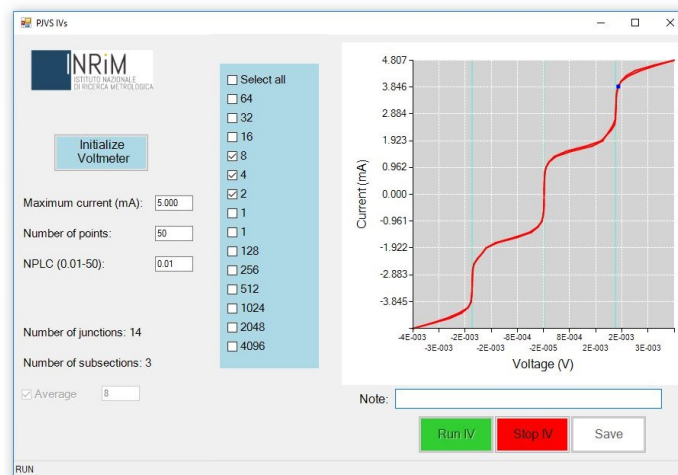 PJVS IVs
INRiM
ISTITUTO NAZIONALE
DI RICERCA METROLOGICA
Initialize
Voltmeter
Maximum current (mA): 5.000
Number of points: 50
NPLC (0.01-50): 0.01
Number of junctions: 14
Number of subsections: 3
Average 8
Select all
64
32
16
8
4
2
1
1
128
256
512
1024
2048
4096
4.807
3.846
2.884
1.923
0.962
0.000
-0.961
-1.922
-2.883
-3.845
Current (mA)
-4E-003 -2E-003 -8E-004 8E-004 2E-003
-3E-003 -2E-003 -2E-005 2E-003 3E-003
Voltage (V)
Note:
Run IV Stop IV Save
RUN